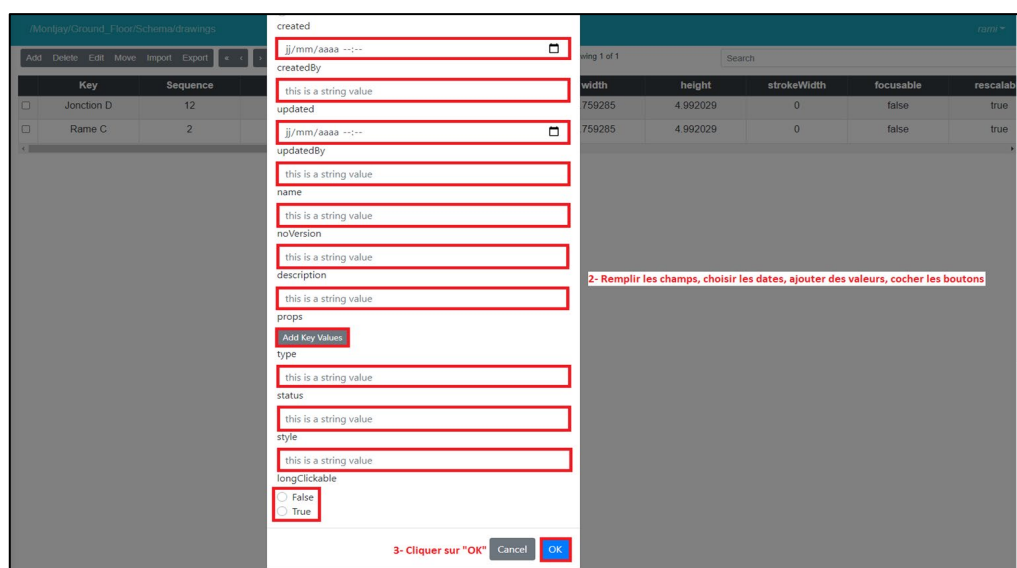 /Montjay/Ground_Floor/Schema/drawings
rami
Add Delete Edit Move Import Export « ‹ ›
wing 1 of 1
Search
Key Sequence width height strokeWidth focusable rescalab
Jonction D 12 759285 4.992029 0 false true
Rame C 2 759285 4.992029 0 false true
created
jj/mm/aaaa --:--
createdBy
this is a string value
updated
jj/mm/aaaa --:--
updatedBy
this is a string value
name
this is a string value
noVersion
this is a string value
description
this is a string value
2- Remplir les champs, choisir les dates, ajouter des valeurs, cocher les boutons
props
Add Key Values
type
this is a string value
status
this is a string value
style
this is a string value
longClickable
False
True
3- Cliquer sur "OK" Cancel OK